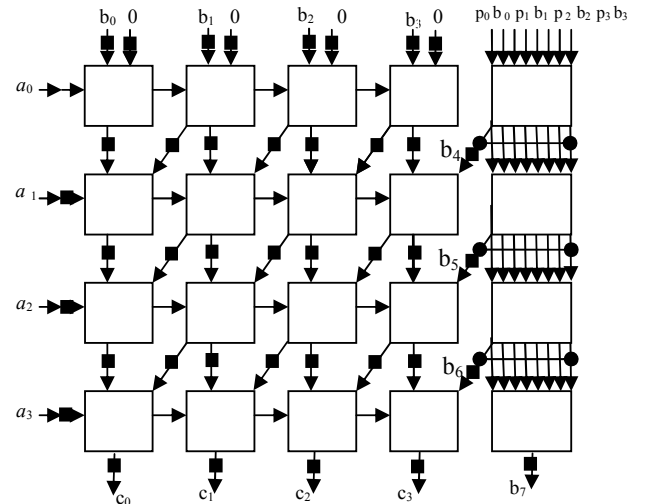 b₀ 0 b₁ 0 b₂ 0 b₃ 0 p₀ b₀ p₁ b₁ p₂ b₂ p₃ b₃
a₀
b₄
a₁
b₅
a₂
b₆
a₃
c₀ c₁ c₂ c₃ b₇